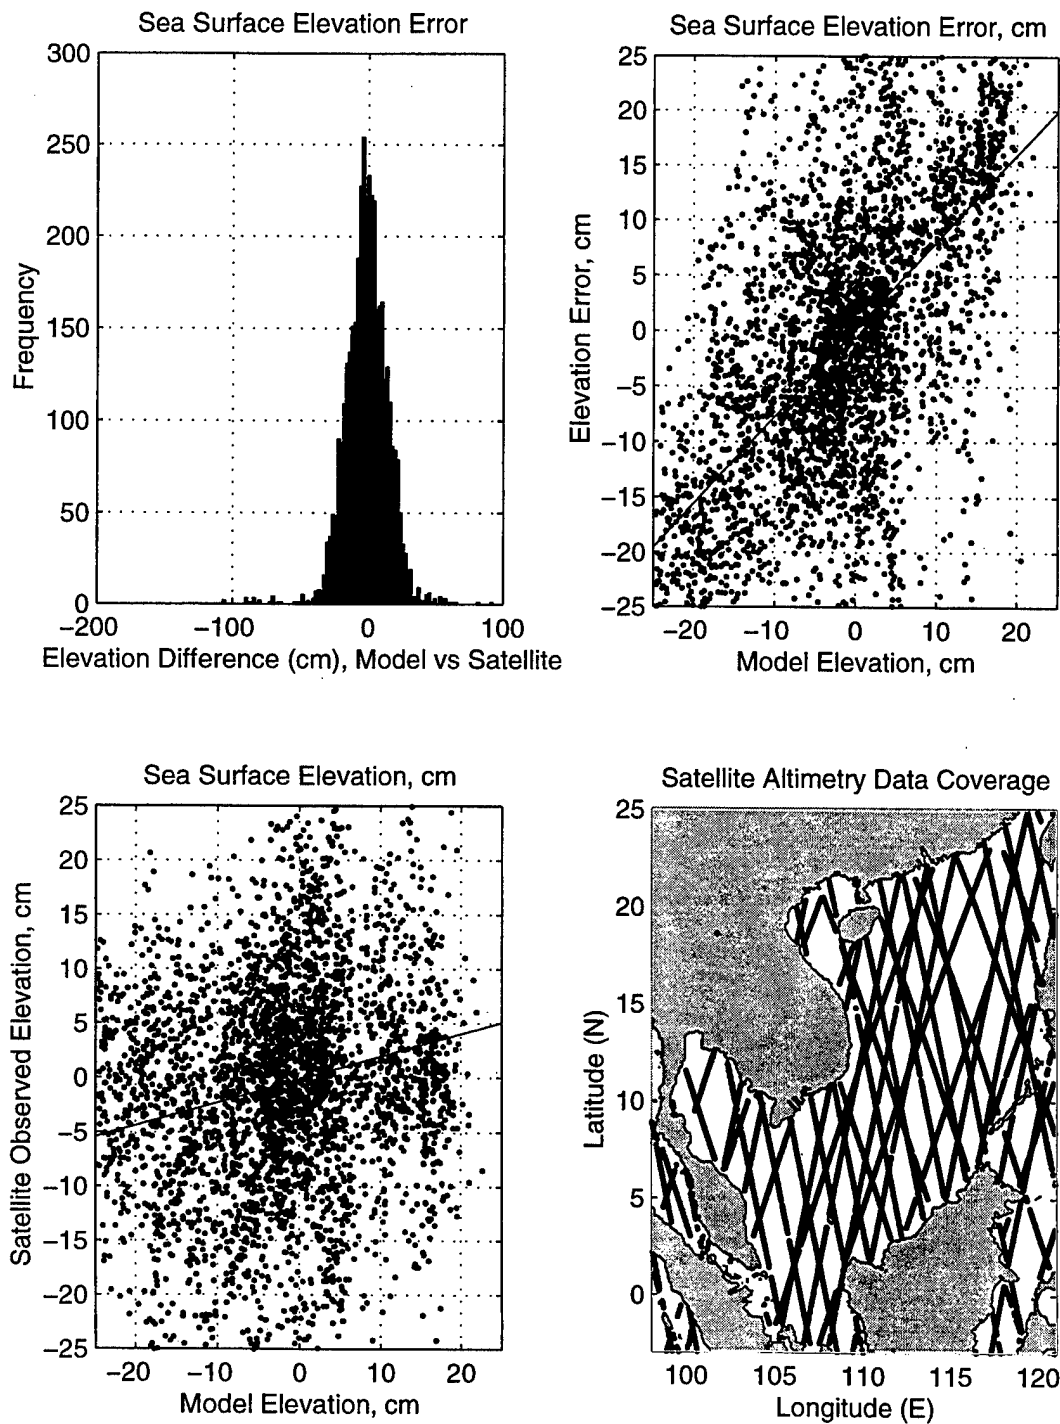 Sea Surface Elevation Error
300
250
200
150
100
50
0
Frequency
−200 −100 0 100
Elevation Difference (cm), Model vs Satellite
Sea Surface Elevation Error, cm
25
20
15
10
5
0
−5
−10
−15
−20
−25
Elevation Error, cm
−20 −10 0 10 20
Model Elevation, cm
Sea Surface Elevation, cm
25
20
15
10
5
0
−5
−10
−15
−20
−25
Satellite Observed Elevation, cm
−20 −10 0 10 20
Model Elevation, cm
Satellite Altimetry Data Coverage
25
20
15
10
5
0
Latitude (N)
100 105 110 115 120
Longitude (E)